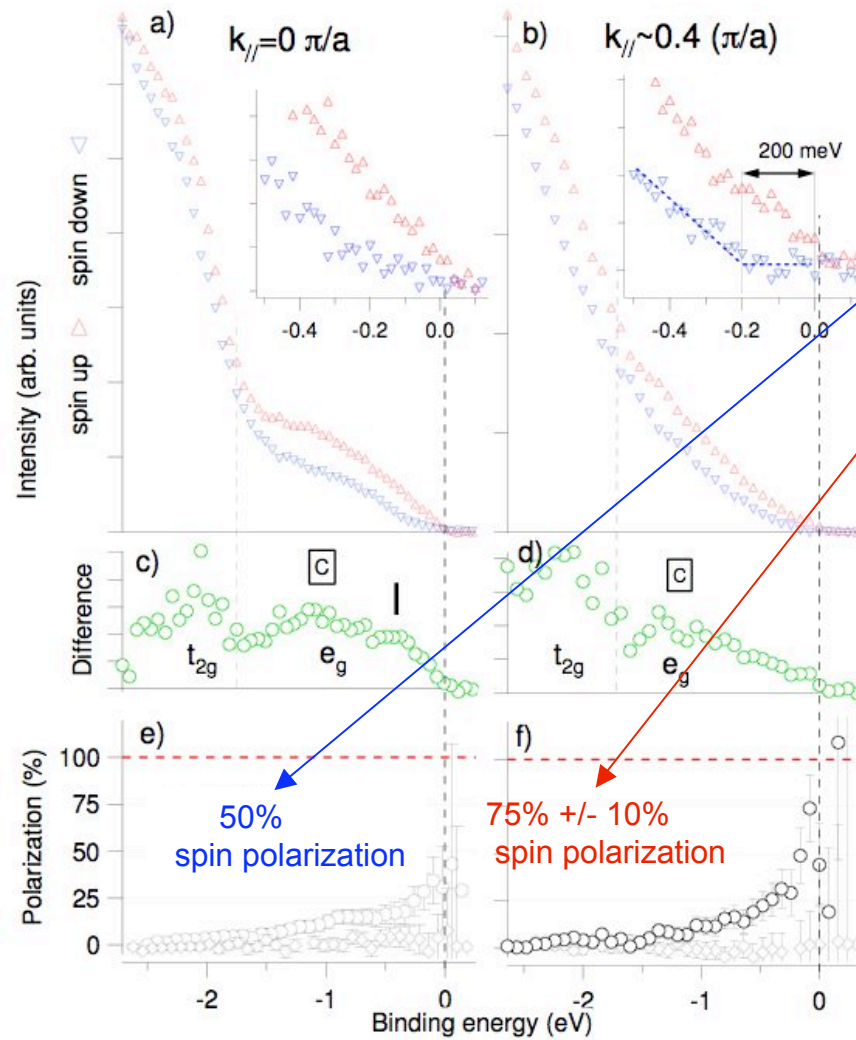 a)
k//=0 π/a
b)
k//~0.4 (π/a)
200 meV
-0.4
-0.2
0.0
-0.4
-0.2
0.0
Intensity (arb. units)
spin up
spin down
c)
C
t2g
eg
d)
C
t2g
eg
Difference
e)
f)
Polarization (%)
100
75
50
25
0
50%
spin polarization
75% +/- 10%
spin polarization
-2
-1
0
-2
-1
0
Binding energy (eV)